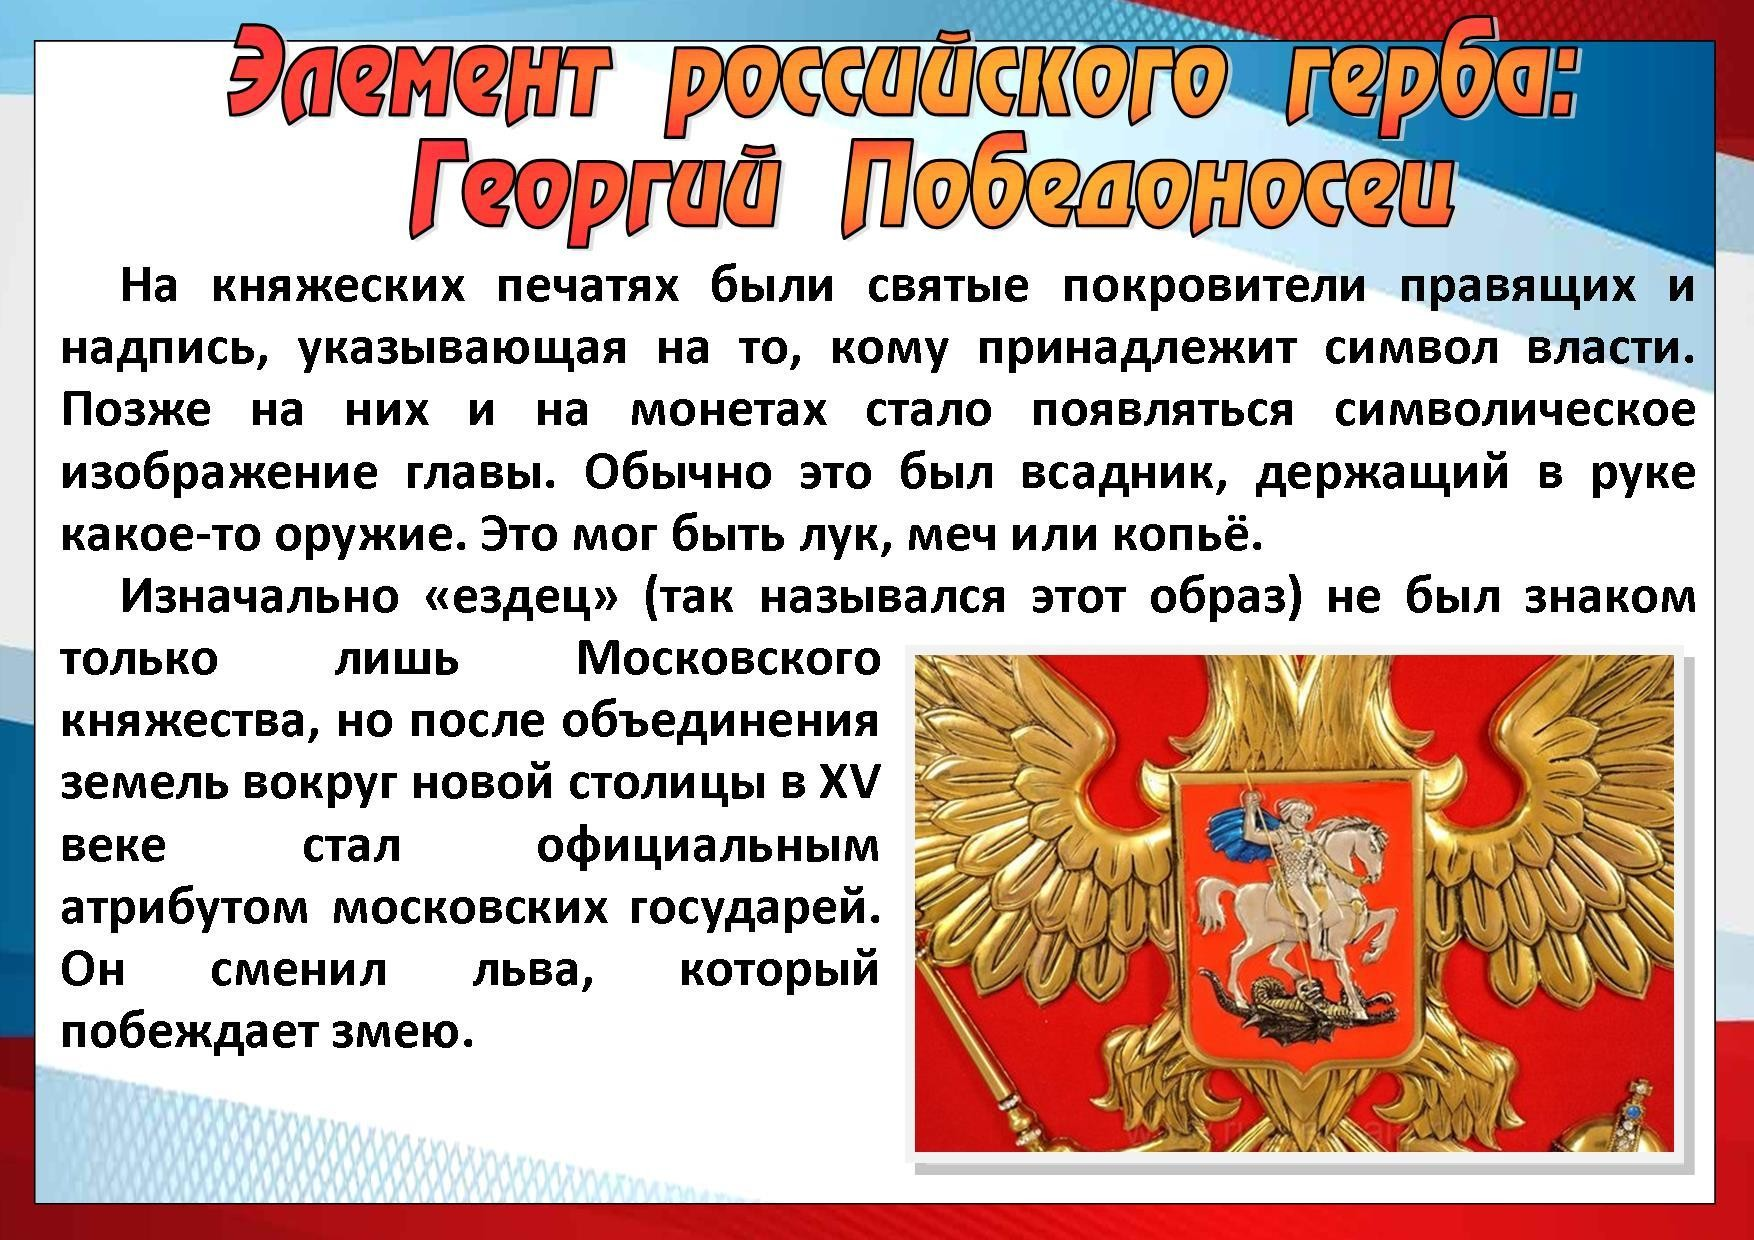 Элемент российского герба:
Георгий Победоносец
На княжеских печатях были святые покровители правящих и
надпись, указывающая на то, кому принадлежит символ власти.
Позже на них и на монетах стало появляться символическое
изображение главы. Обычно это был всадник, держащий в руке
какое-то оружие. Это мог быть лук, меч или копьё.
Изначально «ездец» (так назывался этот образ) не был знаком
только лишь Московского
княжества, но после объединения
земель вокруг новой столицы в XV
веке стал официальным
атрибутом московских государей.
Он сменил льва, который
побеждает змею.